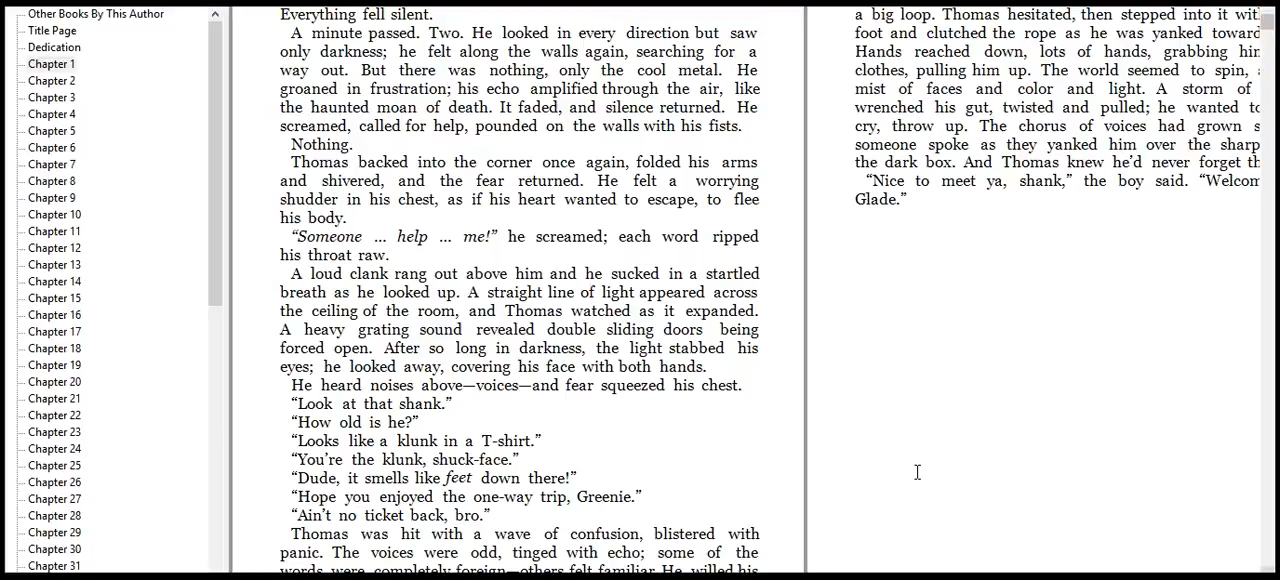 Other Books By This Author
Title Page
Dedication
Chapter 1
Chapter 2
Chapter 3
Chapter 4
Chapter 5
Chapter 6
Chapter 7
Chapter 8
Chapter 9
Chapter 10
Chapter 11
Chapter 12
Chapter 13
Chapter 14
Chapter 15
Chapter 16
Chapter 17
Chapter 18
Chapter 19
Chapter 20
Chapter 21
Chapter 22
Chapter 23
Chapter 24
Chapter 25
Chapter 26
Chapter 27
Chapter 28
Chapter 29
Chapter 30
Chapter 31
Everything fell silent.
A minute passed. Two. He looked in every direction but saw
only darkness; he felt along the walls again, searching for a
way out. But there was nothing, only the cool metal. He
groaned in frustration; his echo amplified through the air, like
the haunted moan of death. It faded, and silence returned. He
screamed, called for help, pounded on the walls with his fists.
Nothing.
Thomas backed into the corner once again, folded his arms
and shivered, and the fear returned. He felt a worrying
shudder in his chest, as if his heart wanted to escape, to flee
his body.
“Someone ... help ... me!” he screamed; each word ripped
his throat raw.
A loud clank rang out above him and he sucked in a startled
breath as he looked up. A straight line of light appeared across
the ceiling of the room, and Thomas watched as it expanded.
A heavy grating sound revealed double sliding doors being
forced open. After so long in darkness, the light stabbed his
eyes; he looked away, covering his face with both hands.
He heard noises above—voices—and fear squeezed his chest.
“Look at that shank.”
“How old is he?”
“Looks like a klunk in a T-shirt.”
“You’re the klunk, shuck-face.”
“Dude, it smells like feet down there!”
“Hope you enjoyed the one-way trip, Greenie.”
“Ain’t no ticket back, bro.”
Thomas was hit with a wave of confusion, blistered with
panic. The voices were odd, tinged with echo; some of the
words were completely foreign—others felt familiar. He willed his
a big loop. Thomas hesitated, then stepped into it
foot and clutched the rope as he was yanked
Hands reached down, lots of hands, grabbing
clothes, pulling him up. The world seemed to spin,
mist of faces and color and light. A storm of
wrenched his gut, twisted and pulled; he wanted
cry, throw up. The chorus of voices had grown
someone spoke as they yanked him over the sharp
the dark box. And Thomas knew he’d never forget
“Nice to meet ya, shank,” the boy said.
Glade.”